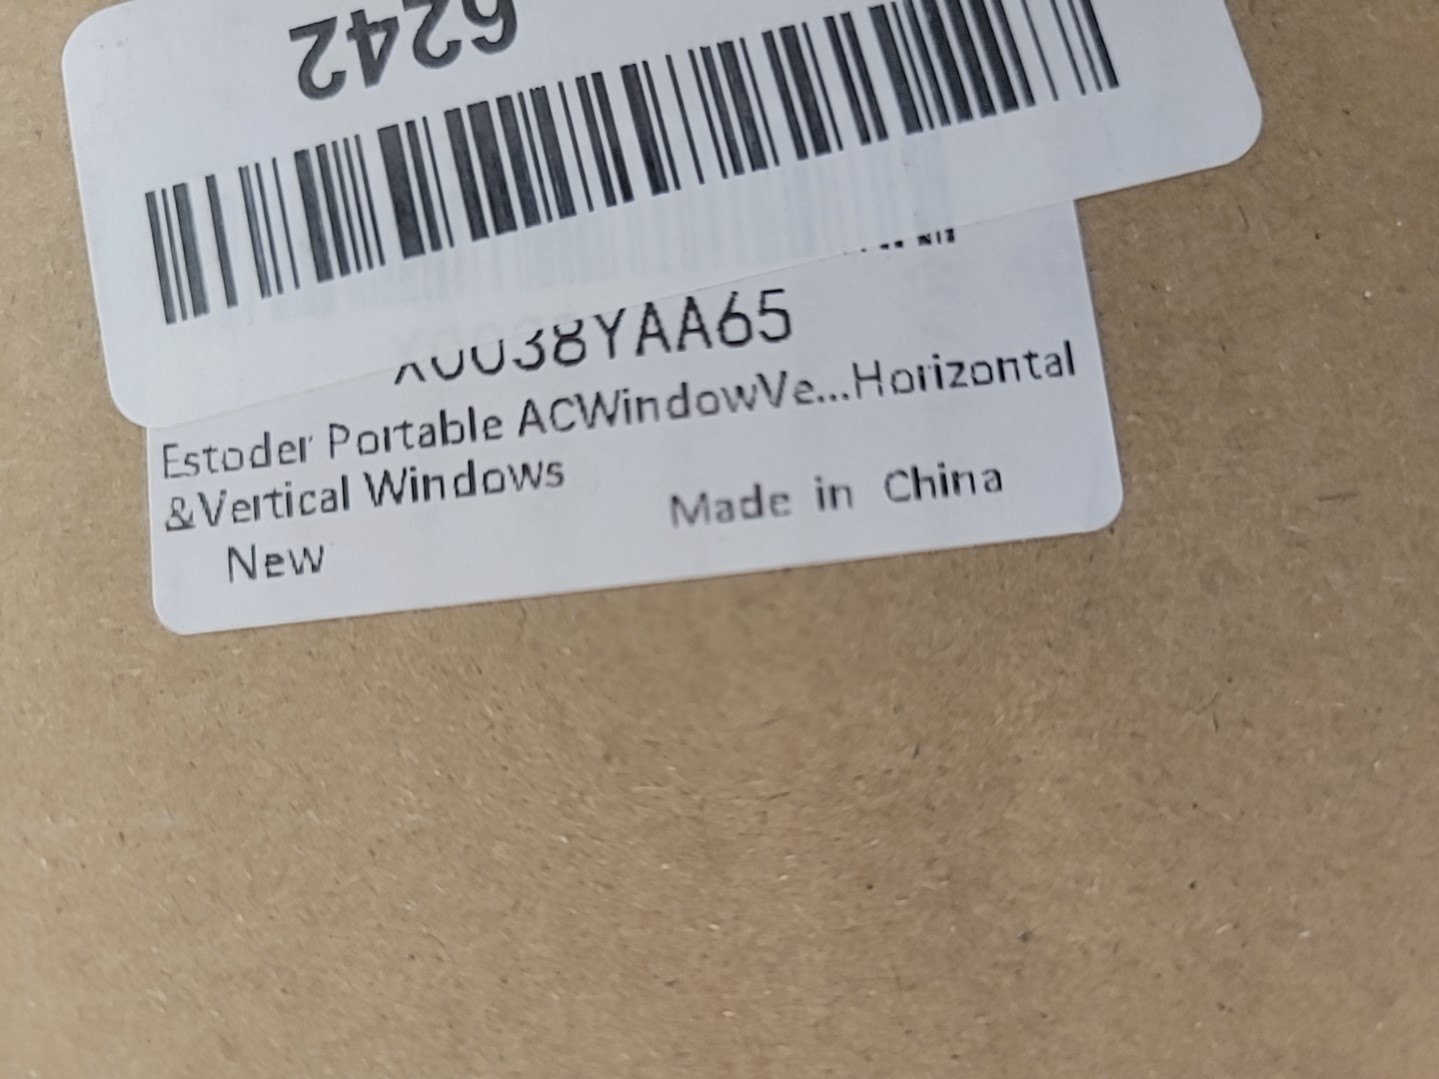 6242
X0038YAA65
Estoder Portable ACWindowVe...Horizontal
&Vertical Windows
New Made in China